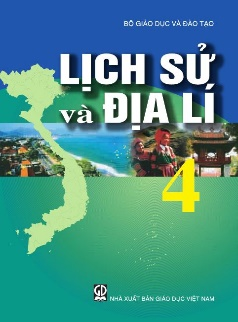 BỘ GIÁO DỤC VÀ ĐÀO TẠO
LỊCH SỬ
và ĐỊA LÍ
4
NHÀ XUẤT BẢN GIÁO DỤC VIỆT NAM